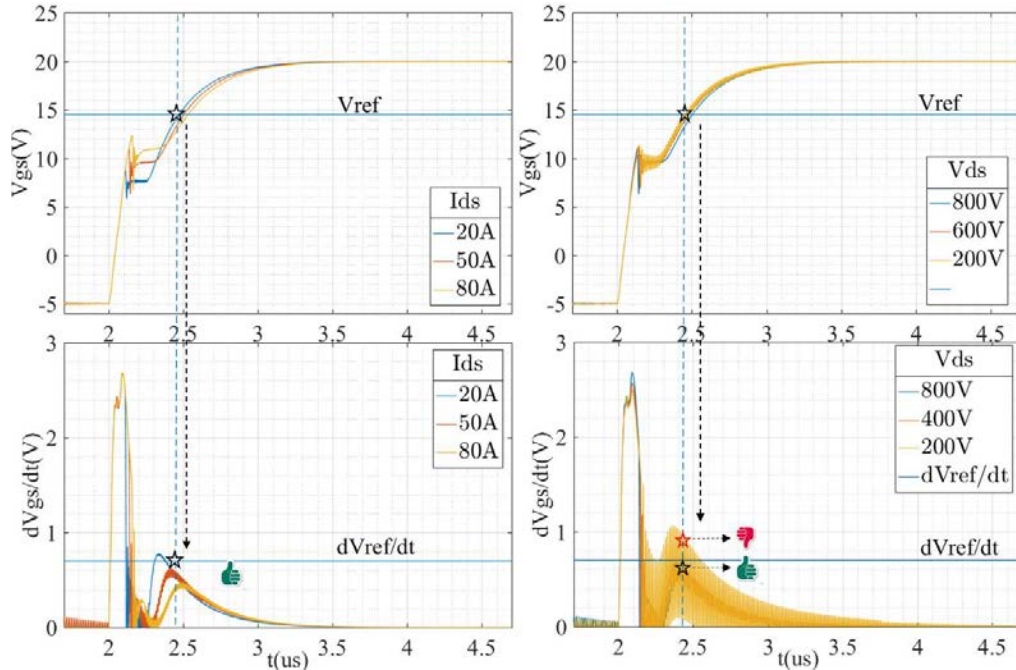 25
20
15
10
5
0
-5
Vgs(V)
Vref
Ids
20A
50A
80A
2
2.5
3
3.5
4
4.5
25
20
15
10
5
0
-5
Vgs(V)
Vref
Vds
800V
600V
200V
2
2.5
3
3.5
4
4.5
3
2
1
0
dVgs/dt(V)
Ids
20A
50A
80A
dVref/dt
2
2.5
3
3.5
4
4.5
t(us)
3
2
1
0
dVgs/dt(V)
Vds
800V
400V
200V
dVref/dt
dVref/dt
2
2.5
3
3.5
4
4.5
t(us)